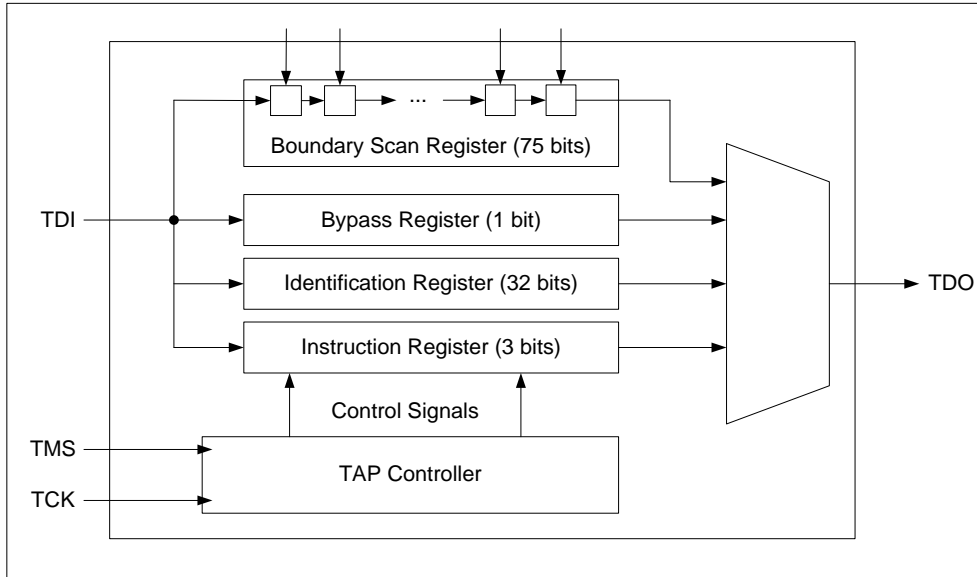 ...
Boundary Scan Register (75 bits)
TDI
Bypass Register (1 bit)
Identification Register (32 bits)
TDO
Instruction Register (3 bits)
Control Signals
TMS
TAP Controller
TCK